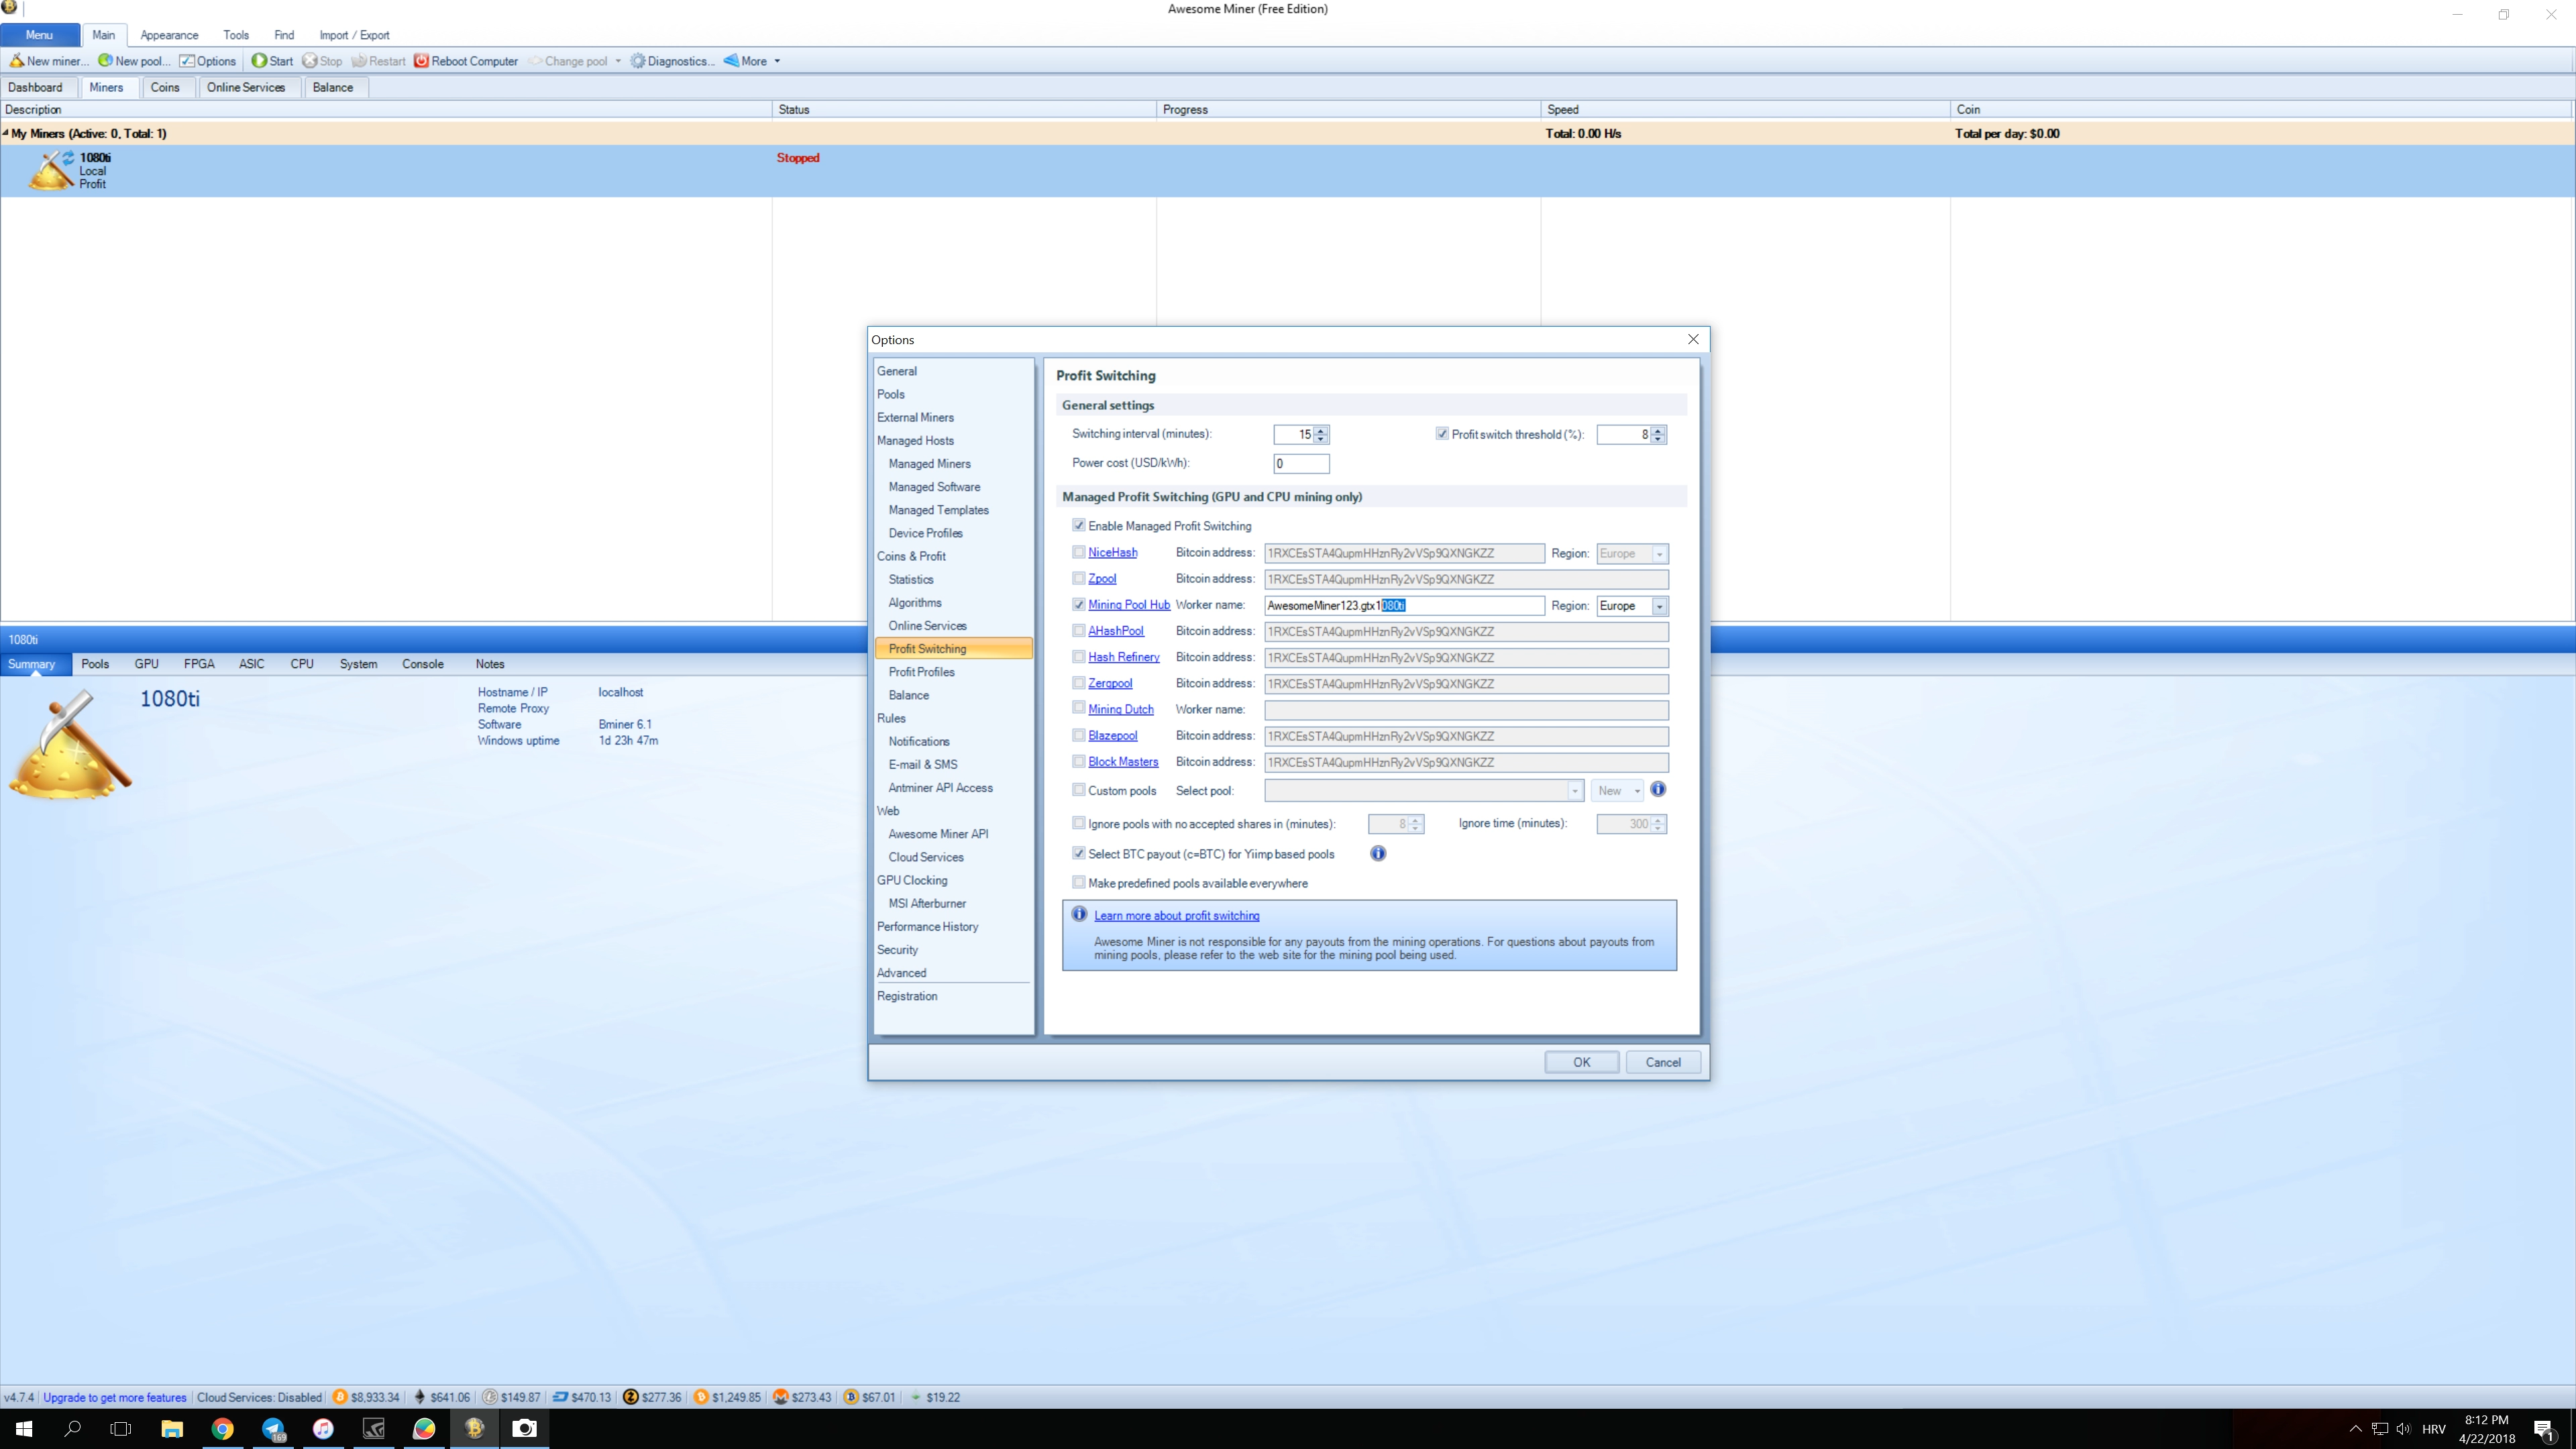 Awesome Miner (Free Edition)
Menu Main Appearance Tools Find Import / Export
New miner... New pool... Options Start Stop Restart Reboot Computer Change pool Diagnostics... More
Dashboard Miners Coins Online Services Balance
Description Status Progress Speed Coin
My Miners (Active: 0, Total: 1) Total: 0.00 H/s Total per day: $0.00
1080ti Stopped
Local
Profit
Options
General
Pools
External Miners
Managed Hosts
Managed Miners
Managed Software
Managed Templates
Device Profiles
Coins & Profit
Statistics
Algorithms
Online Services
Profit Switching
Profit Profiles
Balance
Rules
Notifications
E-mail & SMS
Antminer API Access
Web
Awesome Miner API
Cloud Services
GPU Clocking
MSI Afterburner
Performance History
Security
Advanced
Registration
Profit Switching
General settings
Switching interval (minutes): 15 Profit switch threshold (%): 8
Power cost (USD/kWh): 0
Managed Profit Switching (GPU and CPU mining only)
Enable Managed Profit Switching
NiceHash Bitcoin address: 1RXCEsSTA4QupmHHznRy2vVSp9QXNGKZZ Region: Europe
Zpool Bitcoin address: 1RXCEsSTA4QupmHHznRy2vVSp9QXNGKZZ
Mining Pool Hub Worker name: AwesomeMiner123.gtx1080ti Region: Europe
AHashPool Bitcoin address: 1RXCEsSTA4QupmHHznRy2vVSp9QXNGKZZ
Hash Refinery Bitcoin address: 1RXCEsSTA4QupmHHznRy2vVSp9QXNGKZZ
Zergpool Bitcoin address: 1RXCEsSTA4QupmHHznRy2vVSp9QXNGKZZ
Mining Dutch Worker name:
Blazepool Bitcoin address: 1RXCEsSTA4QupmHHznRy2vVSp9QXNGKZZ
Block Masters Bitcoin address: 1RXCEsSTA4QupmHHznRy2vVSp9QXNGKZZ
Custom pools Select pool: New
Ignore pools with no accepted shares in (minutes): 8 Ignore time (minutes): 300
Select BTC payout (c=BTC) for Yiimp based pools
Make predefined pools available everywhere
Learn more about profit switching
Awesome Miner is not responsible for any payouts from the mining operations. For questions about payouts from
mining pools, please refer to the web site for the mining pool being used.
OK Cancel
1080ti
Summary Pools GPU FPGA ASIC CPU System Console Notes
1080ti
Hostname / IP localhost
Remote Proxy
Software Bminer 6.1
Windows uptime 1d 23h 47m
v4.7.4 Upgrade to get more features Cloud Services: Disabled $8,933.34 $641.06 $149.87 $470.13 $277.36 $1,249.85 $273.43 $67.01 $19.22
169 HRV 8:12 PM 1
4/22/2018